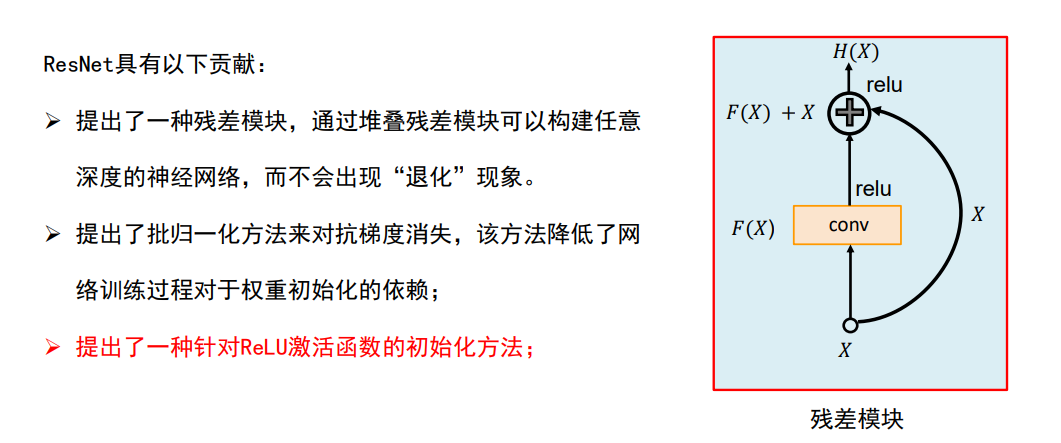 ResNet具有以下贡献：
➢ 提出了一种残差模块，通过堆叠残差模块可以构建任意
深度的神经网络，而不会出现“退化”现象。
➢ 提出了批归一化方法来对抗梯度消失，该方法降低了网
络训练过程对于权重初始化的依赖；
➢ 提出了一种针对ReLU激活函数的初始化方法；
H(X)
relu
F(X) + X
relu
F(X)
conv
X
X
残差模块